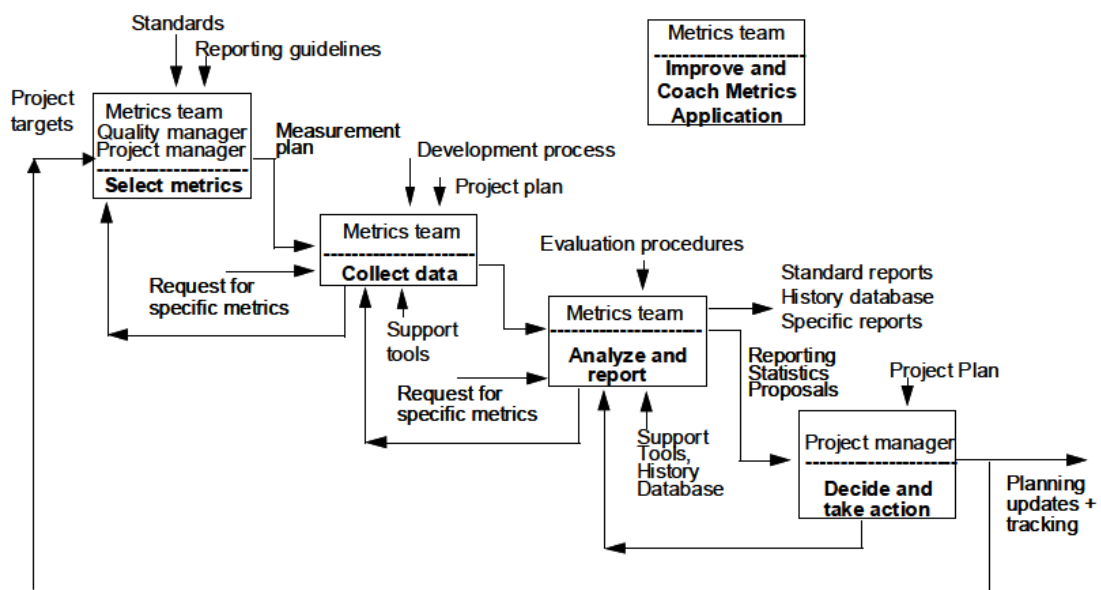 Standards
Reporting guidelines
Project
targets
Metrics team
Quality manager
Project manager
Select metrics
Measurement
plan
Metrics team
Improve and
Coach Metrics
Application
Development process
Project plan
Metrics team
Collect data
Request for
specific metrics
Support
tools
Evaluation procedures
Metrics team
Analyze and
report
Standard reports
History database
Specific reports
Request for
specific metrics
Support
Tools,
History
Database
Reporting
Statistics
Proposals
Project Plan
Project manager
Decide and
take action
Planning
updates +
tracking